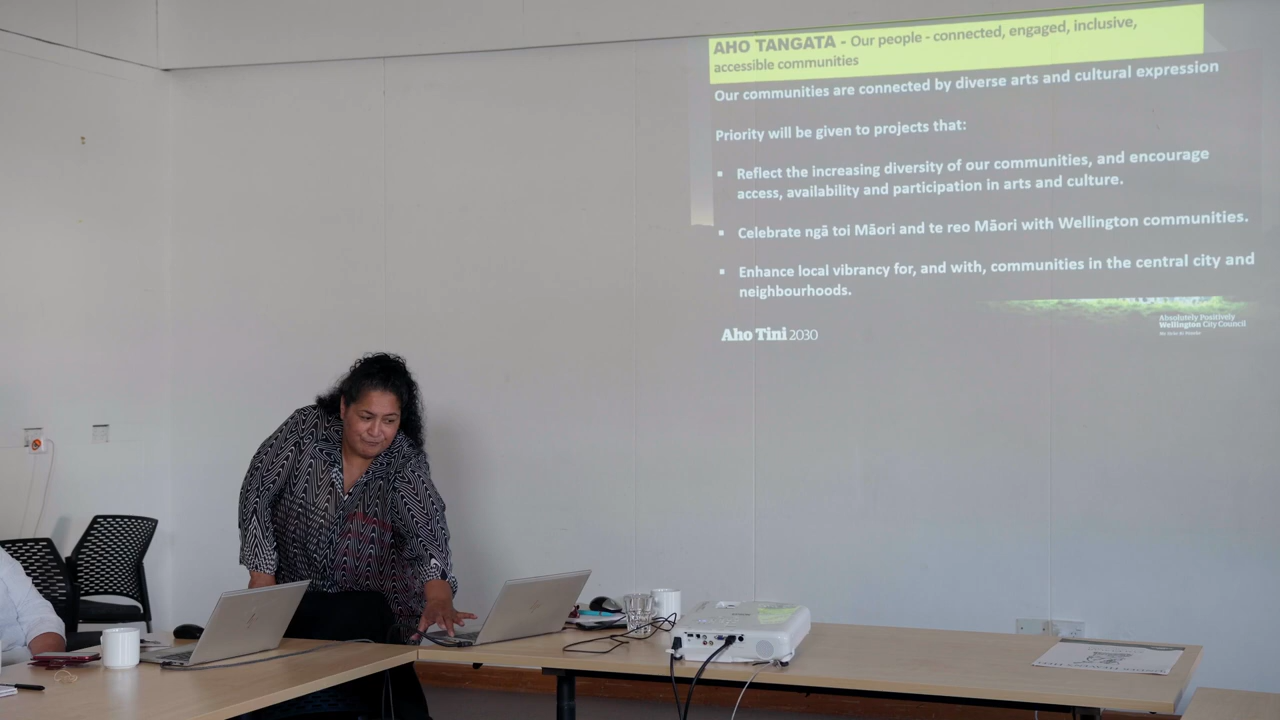 AHO TANGATA - Our people - connected, engaged, inclusive,
accessible communities
Our communities are connected by diverse arts and cultural expression
Priority will be given to projects that:
▪ Reflect the increasing diversity of our communities, and encourage
access, availability and participation in arts and culture.
▪ Celebrate ngā toi Māori and te reo Māori with Wellington communities.
▪ Enhance local vibrancy for, and with, communities in the central city and
neighbourhoods.
Aho Tini 2030
Absolutely Positively
Wellington City Council